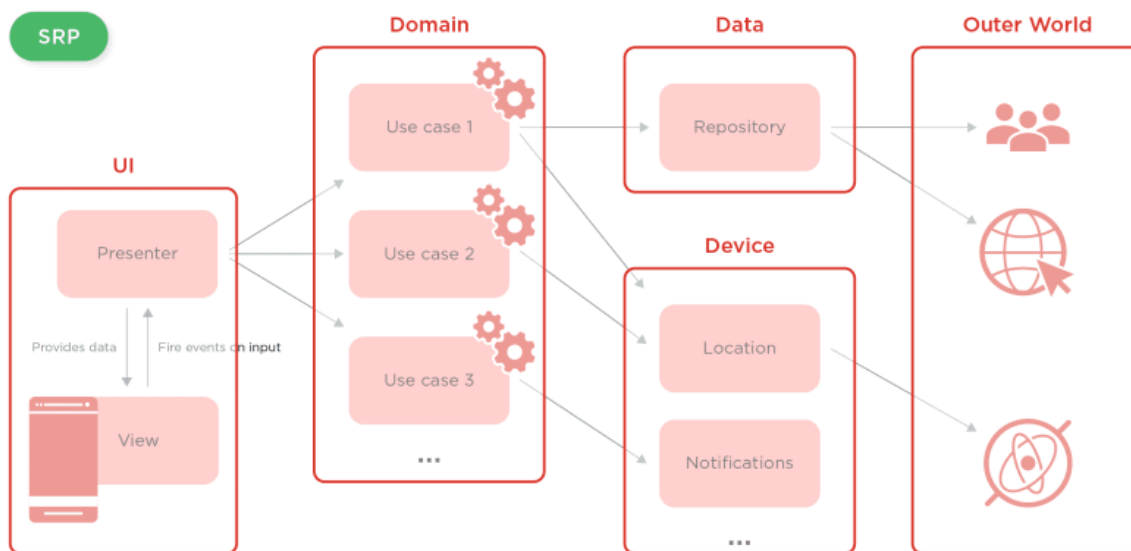 SRP
UI
Presenter
Provides data
Fire events on input
View
Domain
Use case 1
Use case 2
Use case 3
...
Data
Repository
Device
Location
Notifications
...
Outer World